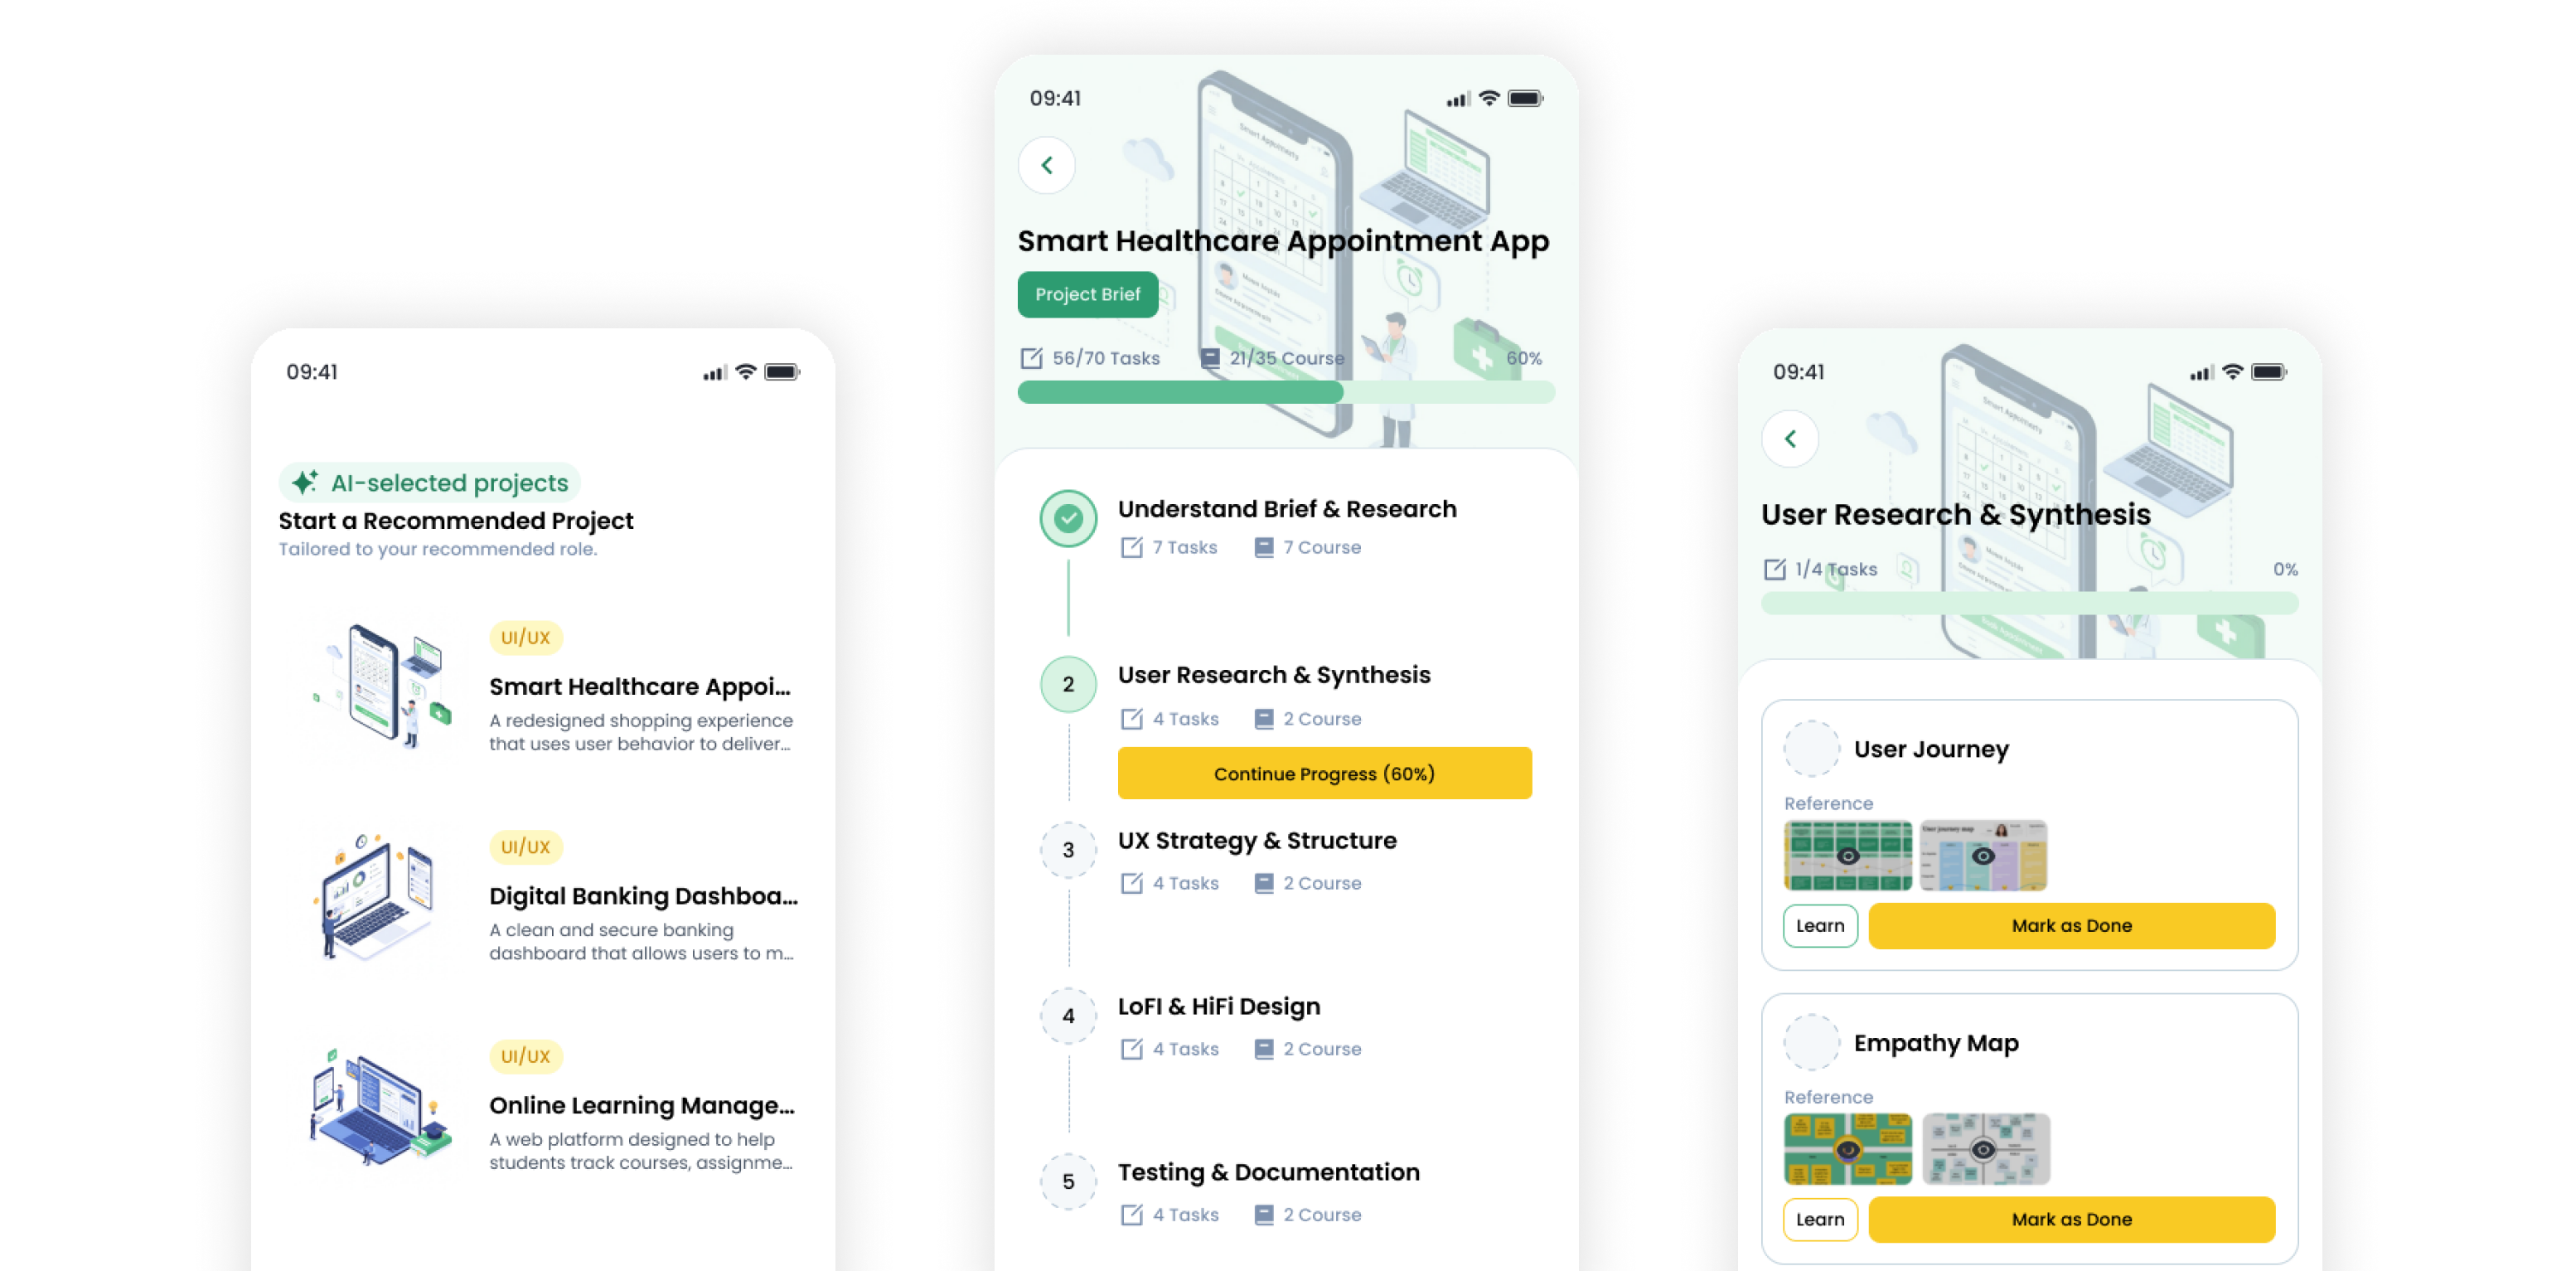 09:41
AI-selected projects
Start a Recommended Project
Tailored to your recommended role.
UI/UX
Smart Healthcare Appoi...
A redesigned shopping experience
that uses user behavior to deliver...
UI/UX
Digital Banking Dashboa...
A clean and secure banking
dashboard that allows users to m...
UI/UX
Online Learning Manage...
A web platform designed to help
students track courses, assignme...
09:41
Smart Healthcare Appointment App
Project Brief
56/70 Tasks 21/35 Course 60%
Understand Brief & Research
7 Tasks 7 Course
2
User Research & Synthesis
4 Tasks 2 Course
Continue Progress (60%)
3
UX Strategy & Structure
4 Tasks 2 Course
4
LoFI & HiFi Design
4 Tasks 2 Course
5
Testing & Documentation
4 Tasks 2 Course
09:41
User Research & Synthesis
1/4 Tasks 0%
User Journey
Reference
User journey map
Learn Mark as Done
Empathy Map
Reference
Learn Mark as Done